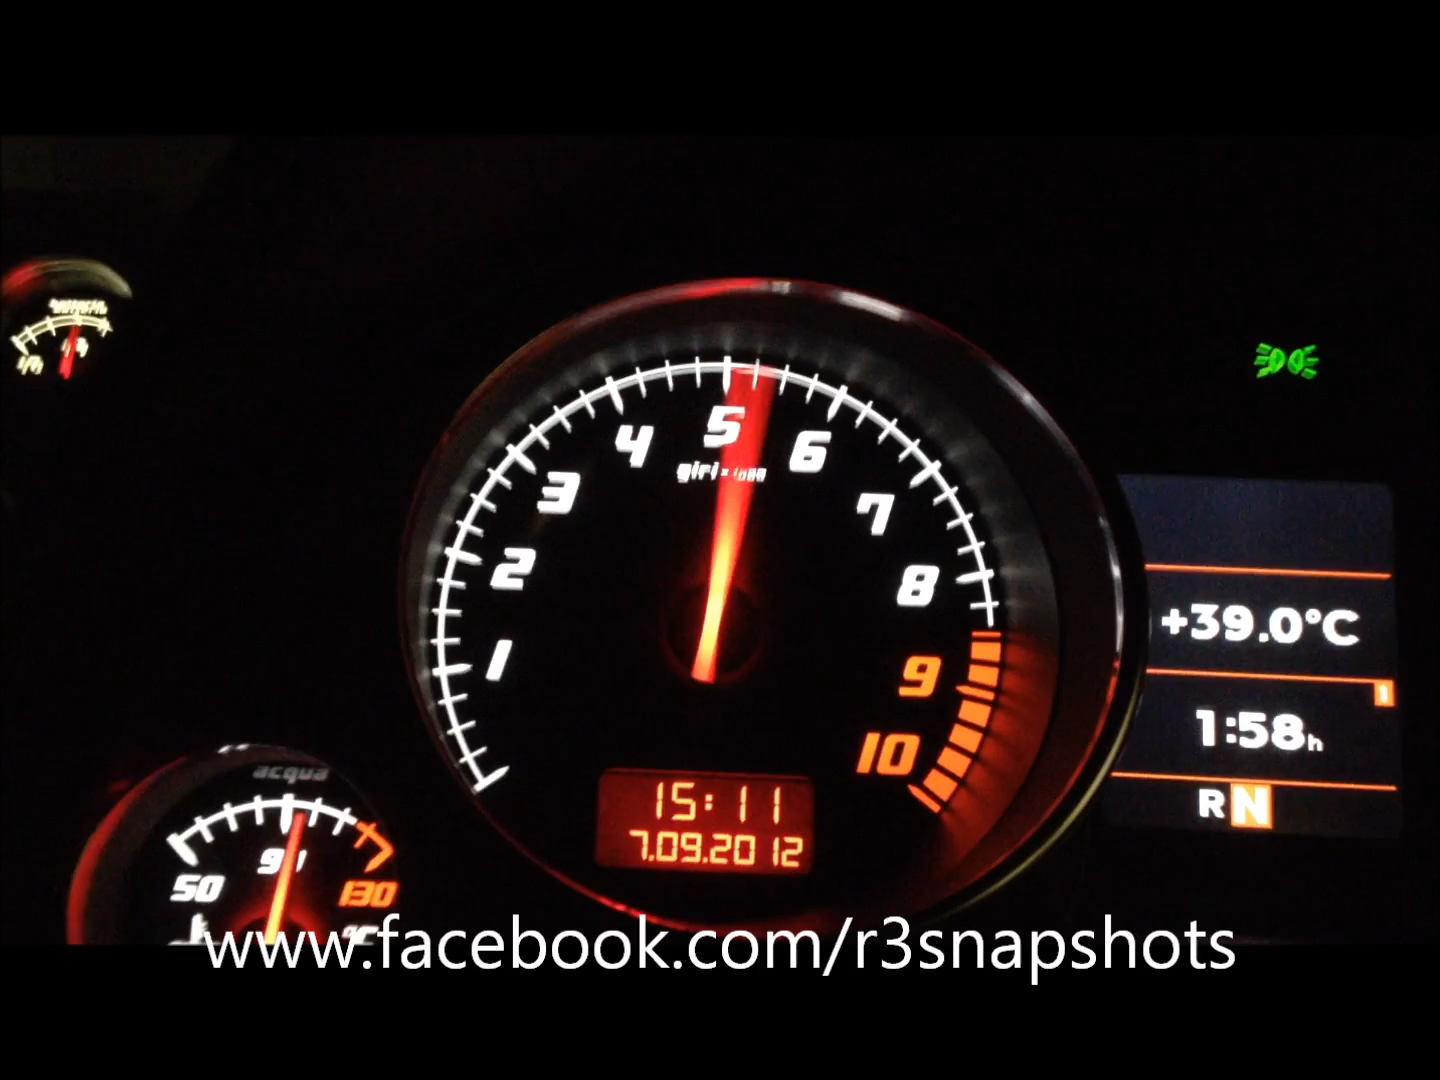 1
2
3
4
5
6
7
8
9
10
giri x 1000
15:11
7.09.2012
+39.0°C
1
1:58h
R N
acqua
50
90
130
°C
www.facebook.com/r3snapshots